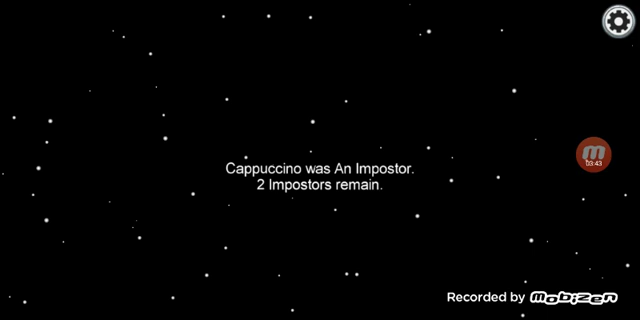 Cappuccino was An Impostor.
2 Impostors remain.
03:43
Recorded by mobizen